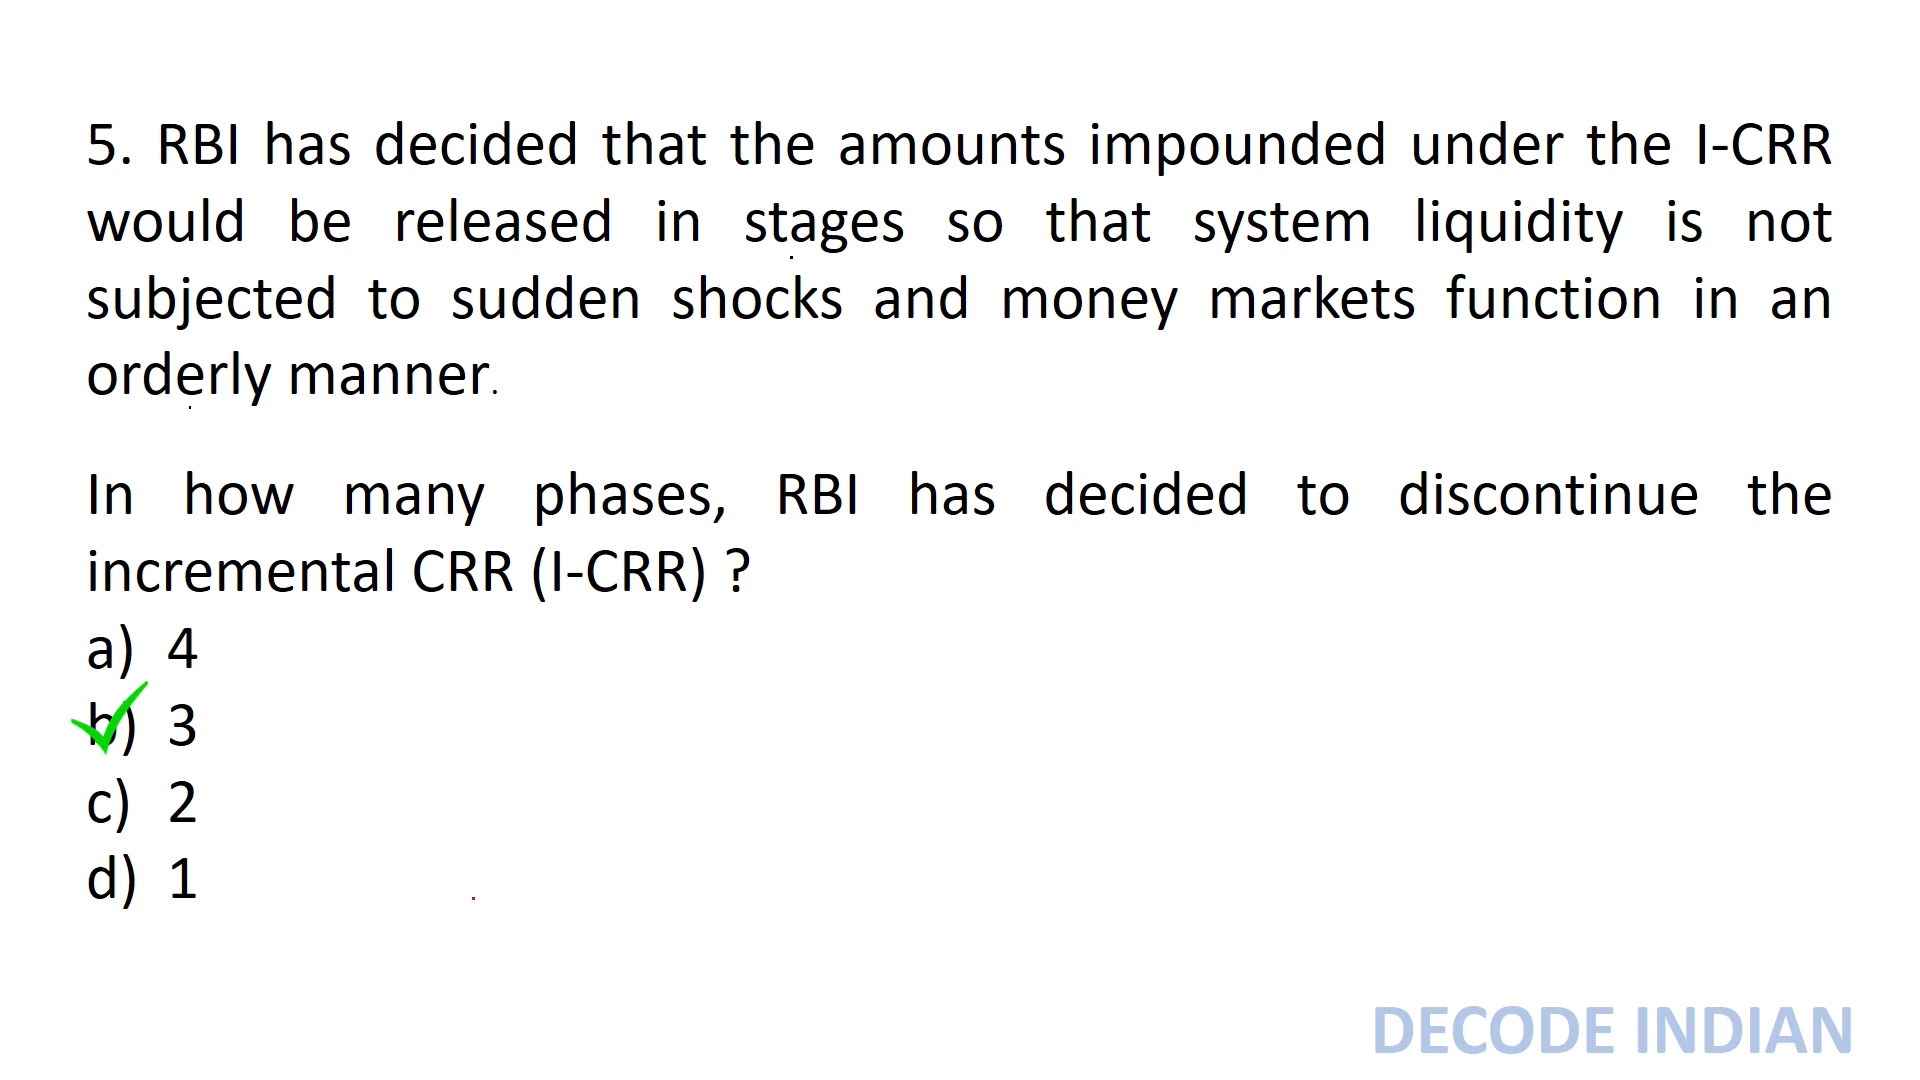 5. RBI has decided that the amounts impounded under the I-CRR
would be released in stages so that system liquidity is not
subjected to sudden shocks and money markets function in an
orderly manner.
In how many phases, RBI has decided to discontinue the
incremental CRR (I-CRR) ?
a) 4
b) 3
c) 2
d) 1
DECODE INDIAN